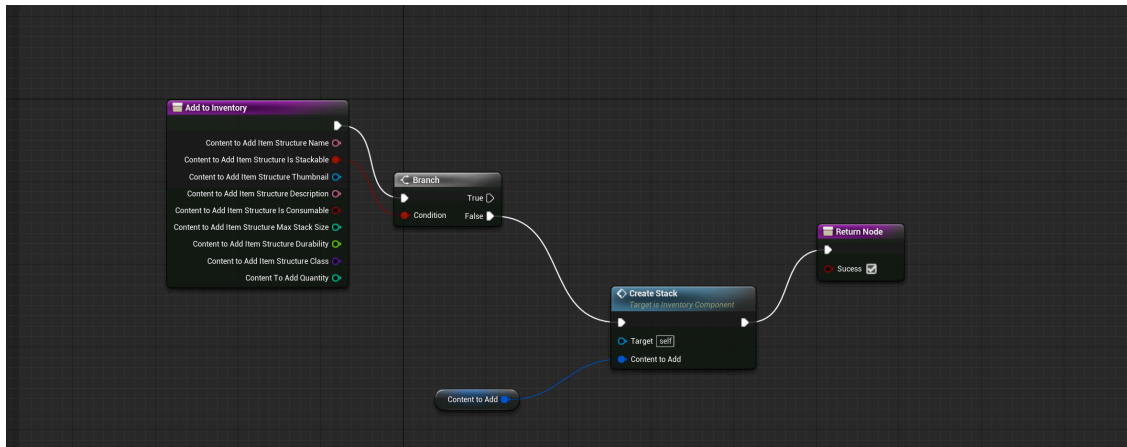 Add to Inventory
Content to Add Item Structure Name
Content to Add Item Structure Is Stackable
Content to Add Item Structure Thumbnail
Content to Add Item Structure Description
Content to Add Item Structure Is Consumable
Content to Add Item Structure Max Stack Size
Content to Add Item Structure Durability
Content to Add Item Structure Class
Content To Add Quantity
Branch
True
Condition
False
Create Stack
Target is Inventory Component
Target self
Content to Add
Content to Add
Return Node
Sucess